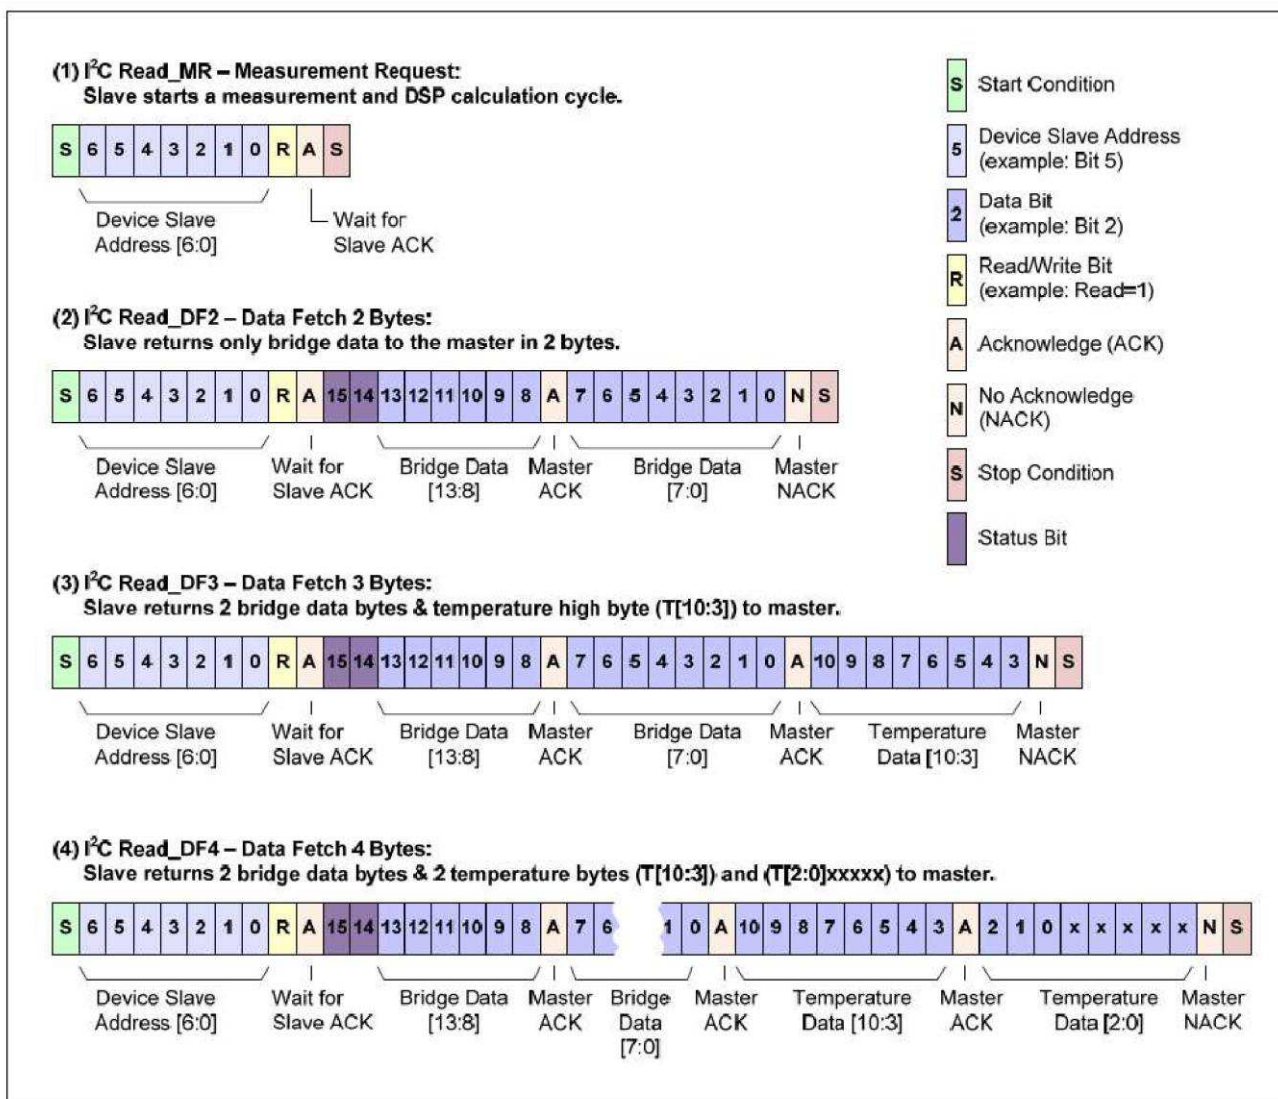 (1) I²C Read_MR – Measurement Request:
Slave starts a measurement and DSP calculation cycle.
S 6 5 4 3 2 1 0 R A S
Device Slave Address [6:0]
Wait for Slave ACK
(2) I²C Read_DF2 – Data Fetch 2 Bytes:
Slave returns only bridge data to the master in 2 bytes.
S 6 5 4 3 2 1 0 R A 15 14 13 12 11 10 9 8 A 7 6 5 4 3 2 1 0 N S
Device Slave Wait for Bridge Data Master Bridge Data Master
Address [6:0] Slave ACK [13:8] ACK [7:0] NACK
(3) I²C Read_DF3 – Data Fetch 3 Bytes:
Slave returns 2 bridge data bytes & temperature high byte (T[10:3]) to master.
S 6 5 4 3 2 1 0 R A 15 14 13 12 11 10 9 8 A 7 6 5 4 3 2 1 0 A 10 9 8 7 6 5 4 3 N S
Device Slave Wait for Bridge Data Master Bridge Data Master Temperature Master
Address [6:0] Slave ACK [13:8] ACK [7:0] ACK Data [10:3] NACK
(4) I²C Read_DF4 – Data Fetch 4 Bytes:
Slave returns 2 bridge data bytes & 2 temperature bytes (T[10:3]) and (T[2:0]xxxxx) to master.
S 6 5 4 3 2 1 0 R A 15 14 13 12 11 10 9 8 A 7 6 1 0 A 10 9 8 7 6 5 4 3 A 2 1 0 x x x x x N S
Device Slave Wait for Bridge Data Master Bridge Master Temperature Master Temperature Master
Address [6:0] Slave ACK [13:8] ACK Data ACK Data [10:3] ACK Data [2:0] NACK
[7:0]
S Start Condition
5 Device Slave Address
(example: Bit 5)
2 Data Bit
(example: Bit 2)
R Read/Write Bit
(example: Read=1)
A Acknowledge (ACK)
N No Acknowledge
(NACK)
S Stop Condition
Status Bit